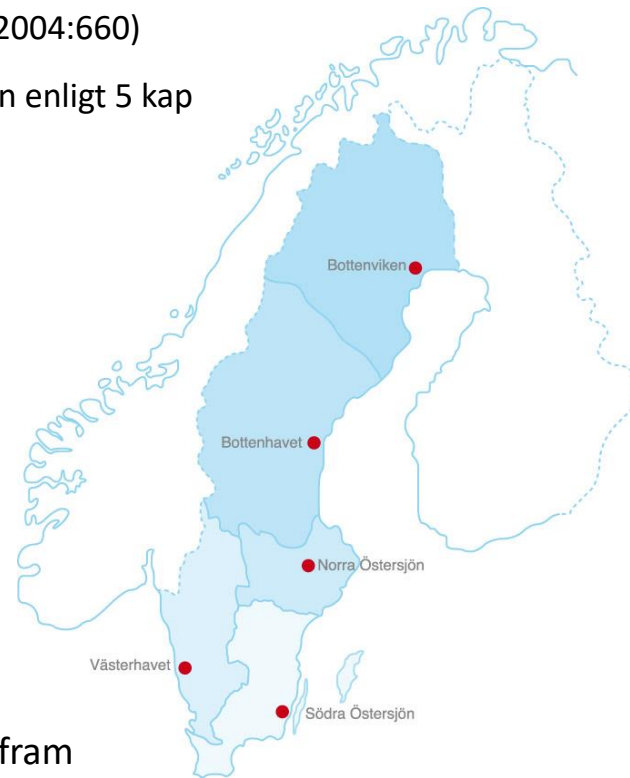 2004:660)
n enligt 5 kap
Bottenviken
Bottenhavet
Norra Östersjön
Västerhavet
Södra Östersjön
fram